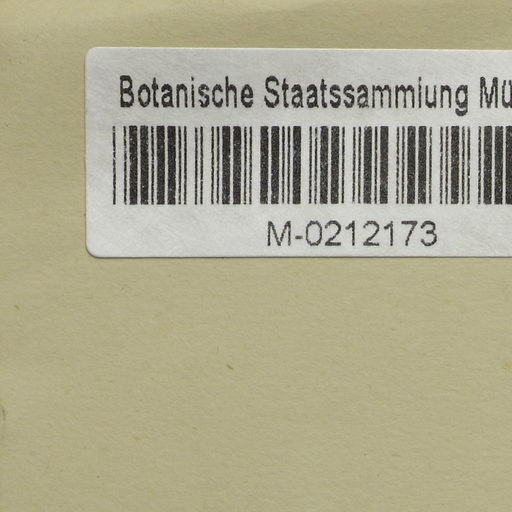 Botanische Staatssammlung Mü
M-0212173